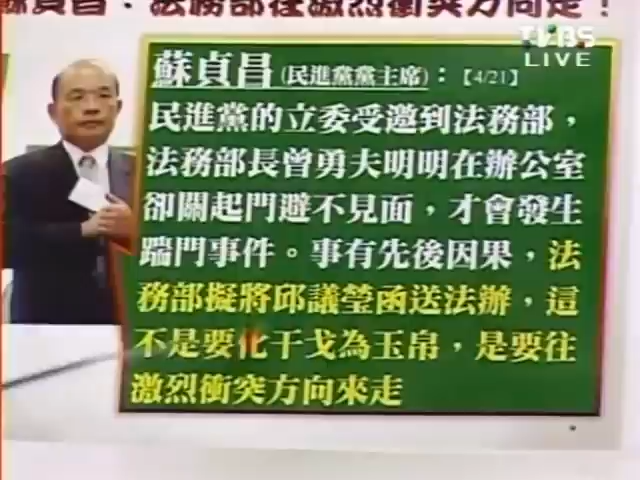 蘇貞昌：法務部往激烈衝突方向走！
TVBS
LIVE
蘇貞昌(民進黨黨主席)：【4/21】
民進黨的立委受邀到法務部，
法務部長曾勇夫明明在辦公室
卻關起門避不見面，才會發生
踹門事件。事有先後因果，法
務部擬將邱議瑩函送法辦，這
不是要化干戈為玉帛，是要往
激烈衝突方向來走